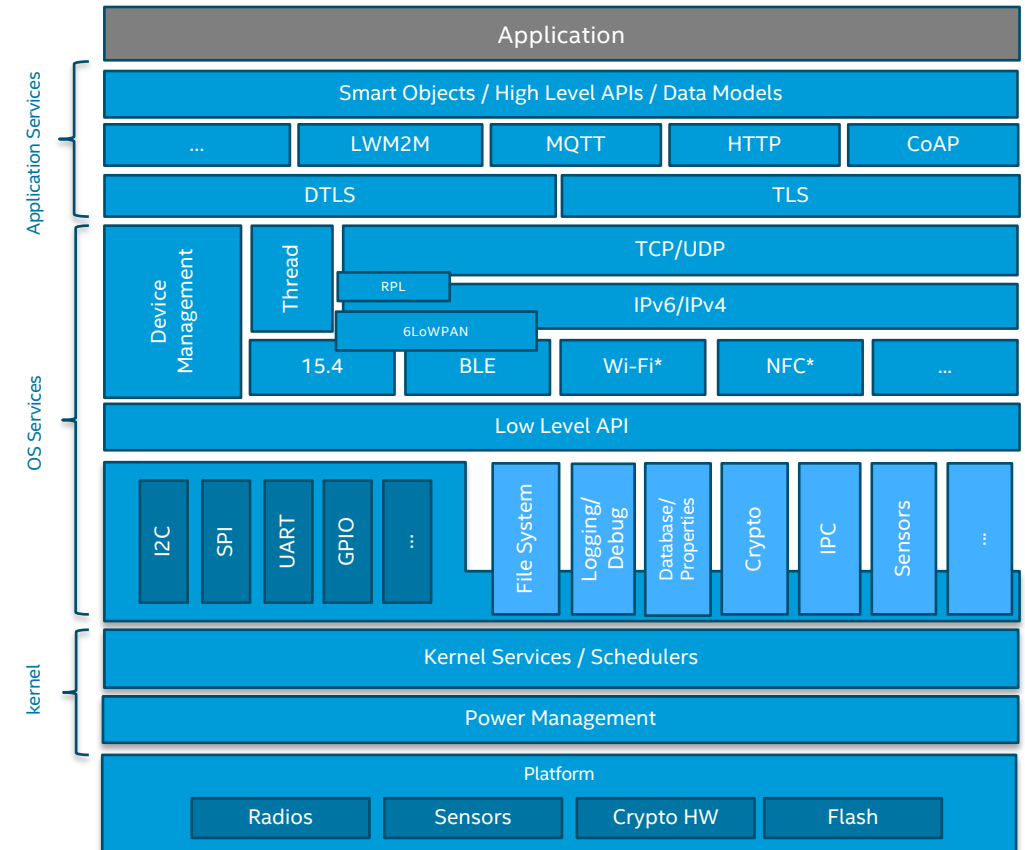 Application
Application Services
Smart Objects / High Level APIs / Data Models
...
LWM2M
MQTT
HTTP
CoAP
DTLS
TLS
OS Services
Device
Management
Thread
TCP/UDP
RPL
IPv6/IPv4
6LoWPAN
15.4
BLE
Wi-Fi*
NFC*
...
Low Level API
I2C
SPI
UART
GPIO
...
File System
Logging/
Debug
Database/
Properties
Crypto
IPC
Sensors
...
kernel
Kernel Services / Schedulers
Power Management
Platform
Radios
Sensors
Crypto HW
Flash